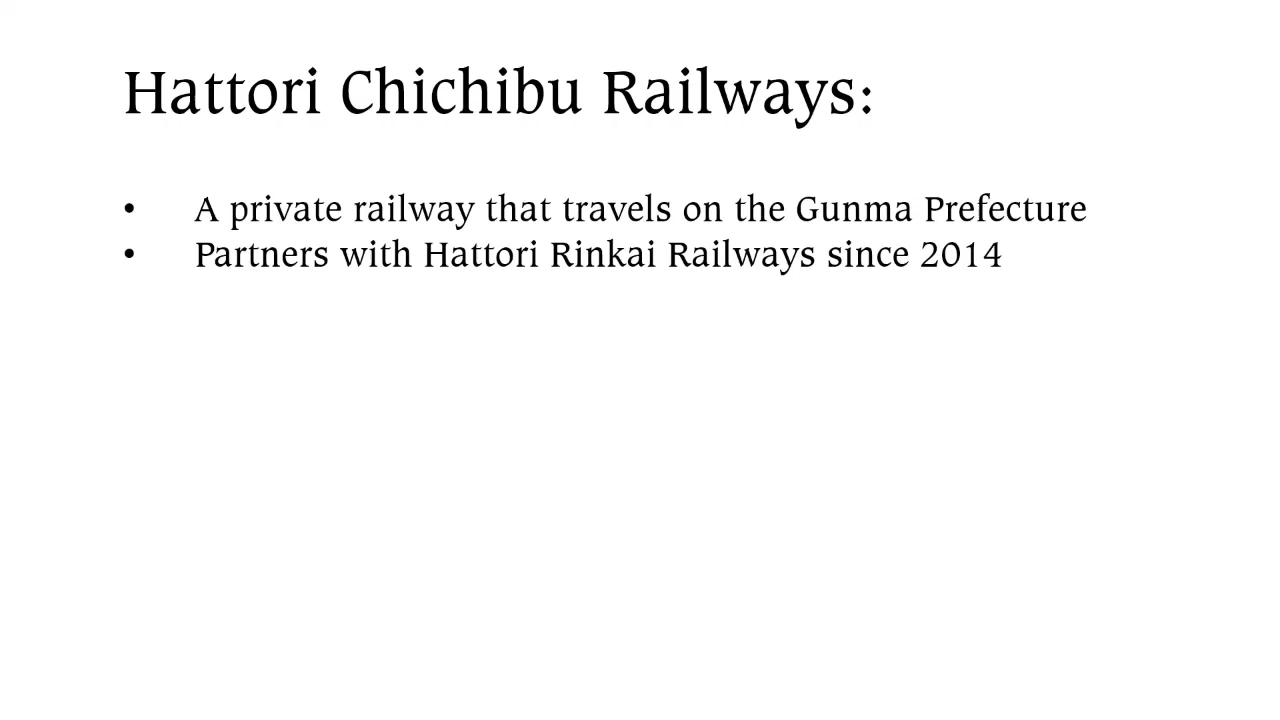 Hattori Chichibu Railways:
• A private railway that travels on the Gunma Prefecture
• Partners with Hattori Rinkai Railways since 2014